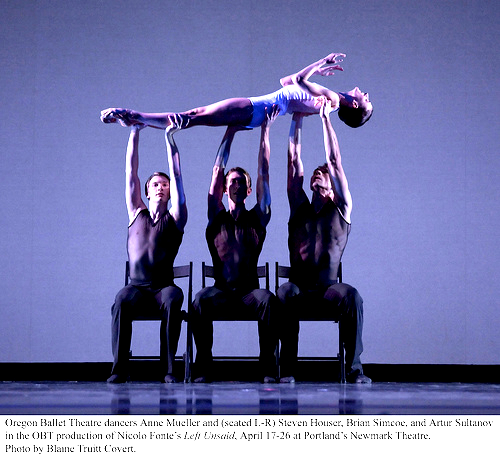 Oregon Ballet Theatre dancers Anne Mueller and (seated L-R) Steven Houser, Brian Simcoe, and Artur Sultanov
in the OBT production of Nicolo Fonte's Left Unsaid, April 17-26 at Portland's Newmark Theatre.
Photo by Blaine Truitt Covert.